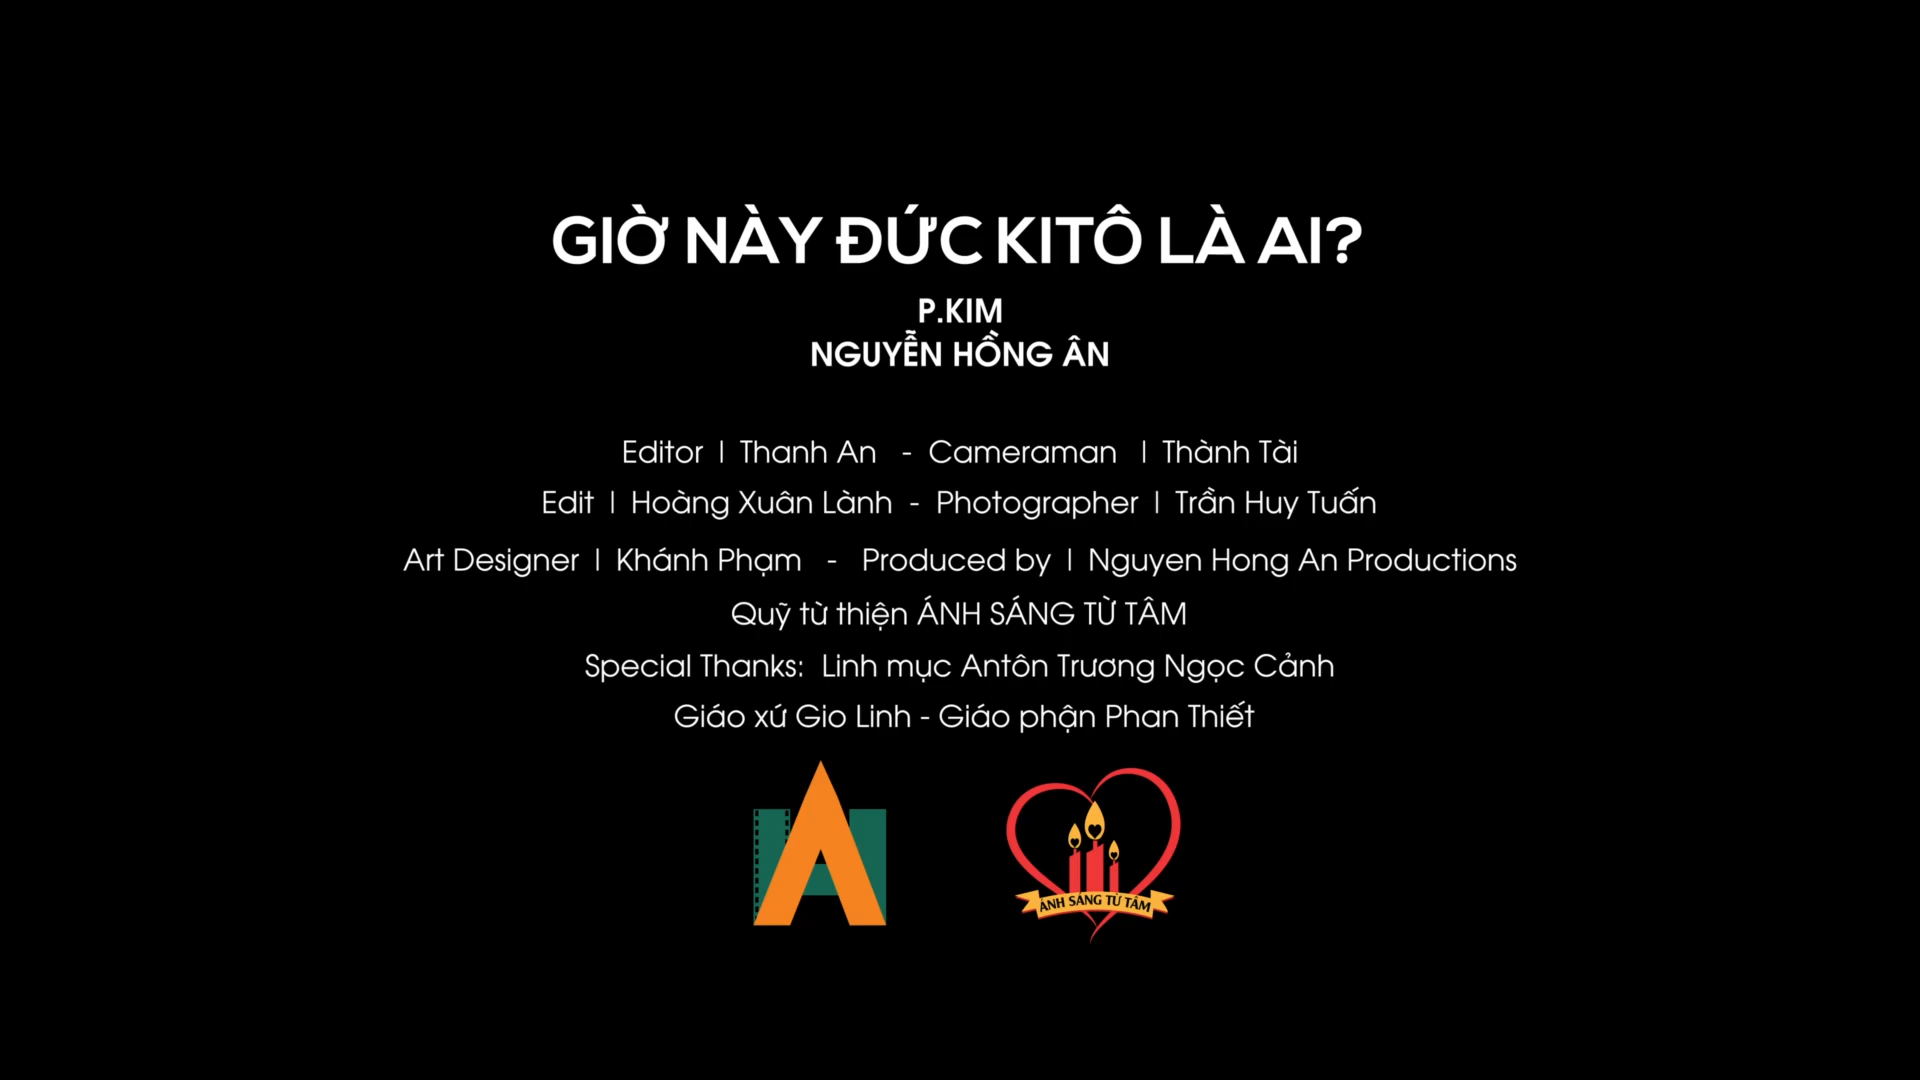 GIỜ NÀY ĐỨC KITÔ LÀ AI?
P.KIM
NGUYỄN HỒNG ÂN
Editor | Thanh An - Cameraman | Thành Tài
Edit | Hoàng Xuân Lành - Photographer | Trần Huy Tuấn
Art Designer | Khánh Phạm - Produced by | Nguyen Hong An Productions
Quỹ từ thiện ÁNH SÁNG TỪ TÂM
Special Thanks: Linh mục Antôn Trương Ngọc Cảnh
Giáo xứ Gio Linh - Giáo phận Phan Thiết
ÁNH SÁNG TỪ TÂM